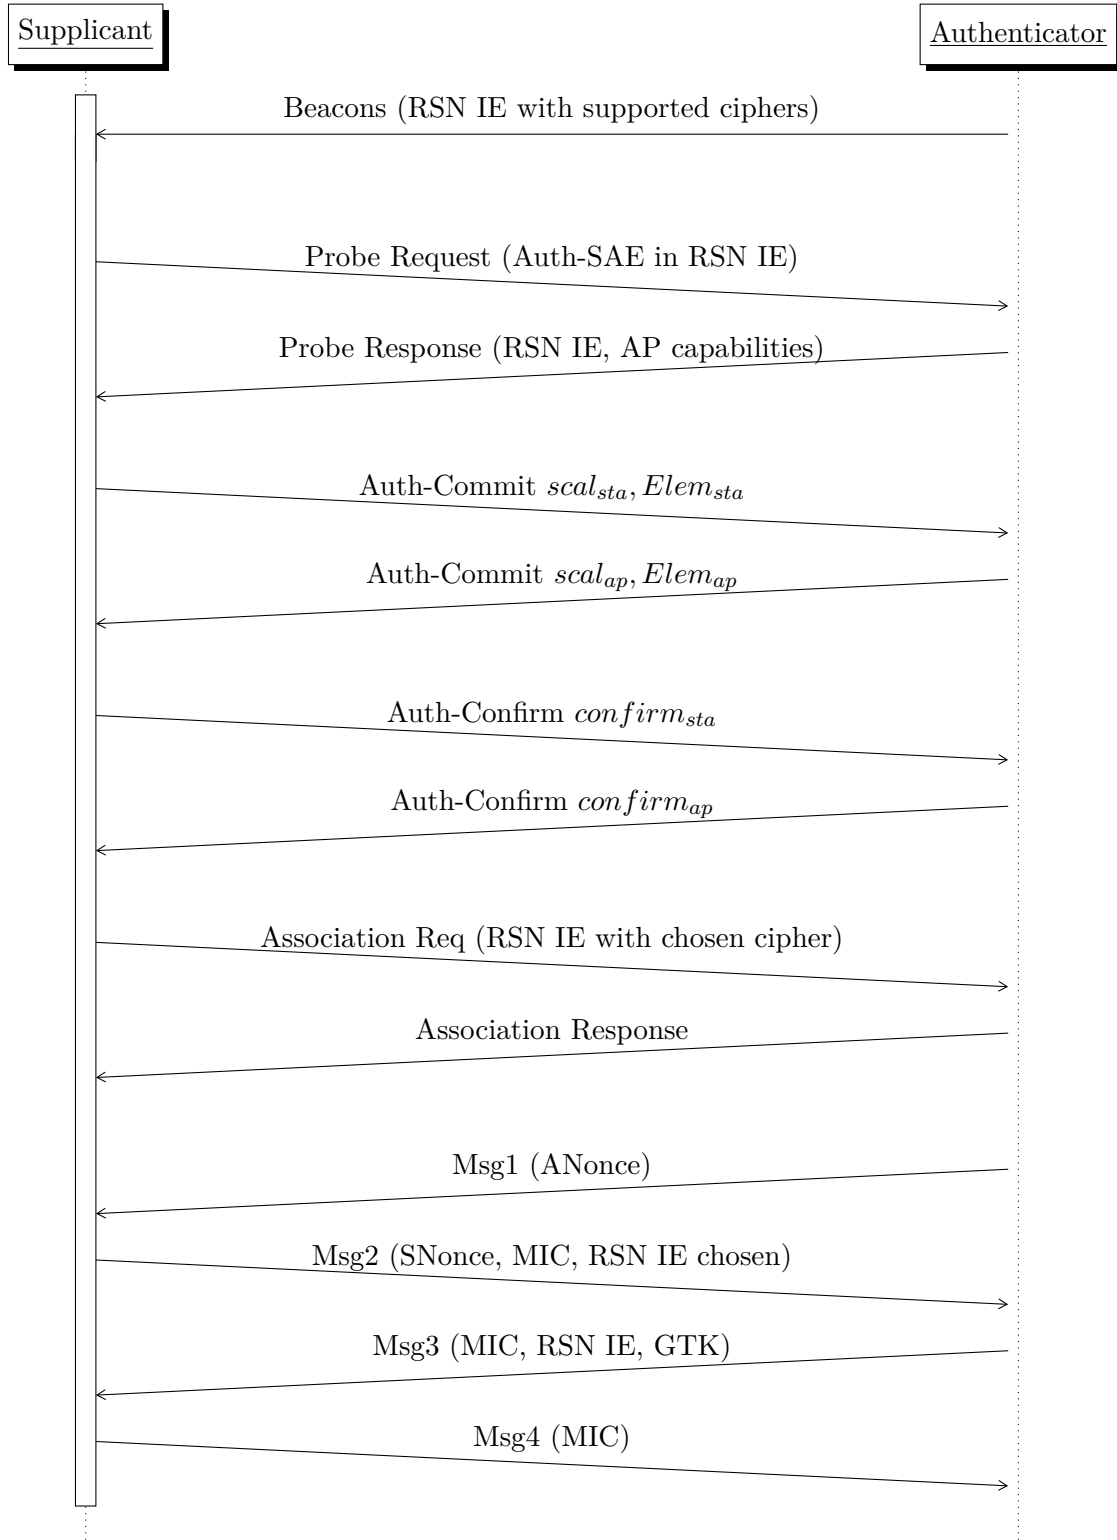 Supplicant
Authenticator
Beacons (RSN IE with supported ciphers)
Probe Request (Auth-SAE in RSN IE)
Probe Response (RSN IE, AP capabilities)
Auth-Commit scal_sta, Elem_sta
Auth-Commit scal_ap, Elem_ap
Auth-Confirm confirm_sta
Auth-Confirm confirm_ap
Association Req (RSN IE with chosen cipher)
Association Response
Msg1 (ANonce)
Msg2 (SNonce, MIC, RSN IE chosen)
Msg3 (MIC, RSN IE, GTK)
Msg4 (MIC)